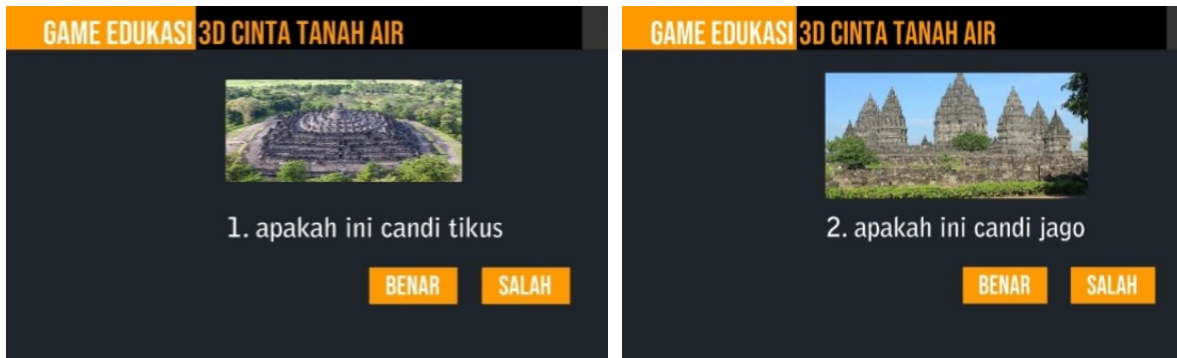 GAME EDUKASI 3D CINTA TANAH AIR
1. apakah ini candi tikus
BENAR SALAH
GAME EDUKASI 3D CINTA TANAH AIR
2. apakah ini candi jago
BENAR SALAH